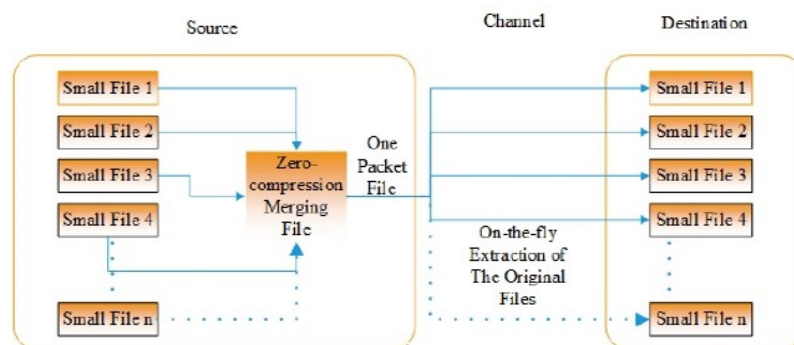 Source
Channel
Destination
Small File 1
Small File 2
Small File 3
Small File 4
Small File n
Zero-
compression
Merging
File
One
Packet
File
On-the-fly
Extraction of
The Original
Files
Small File 1
Small File 2
Small File 3
Small File 4
Small File n